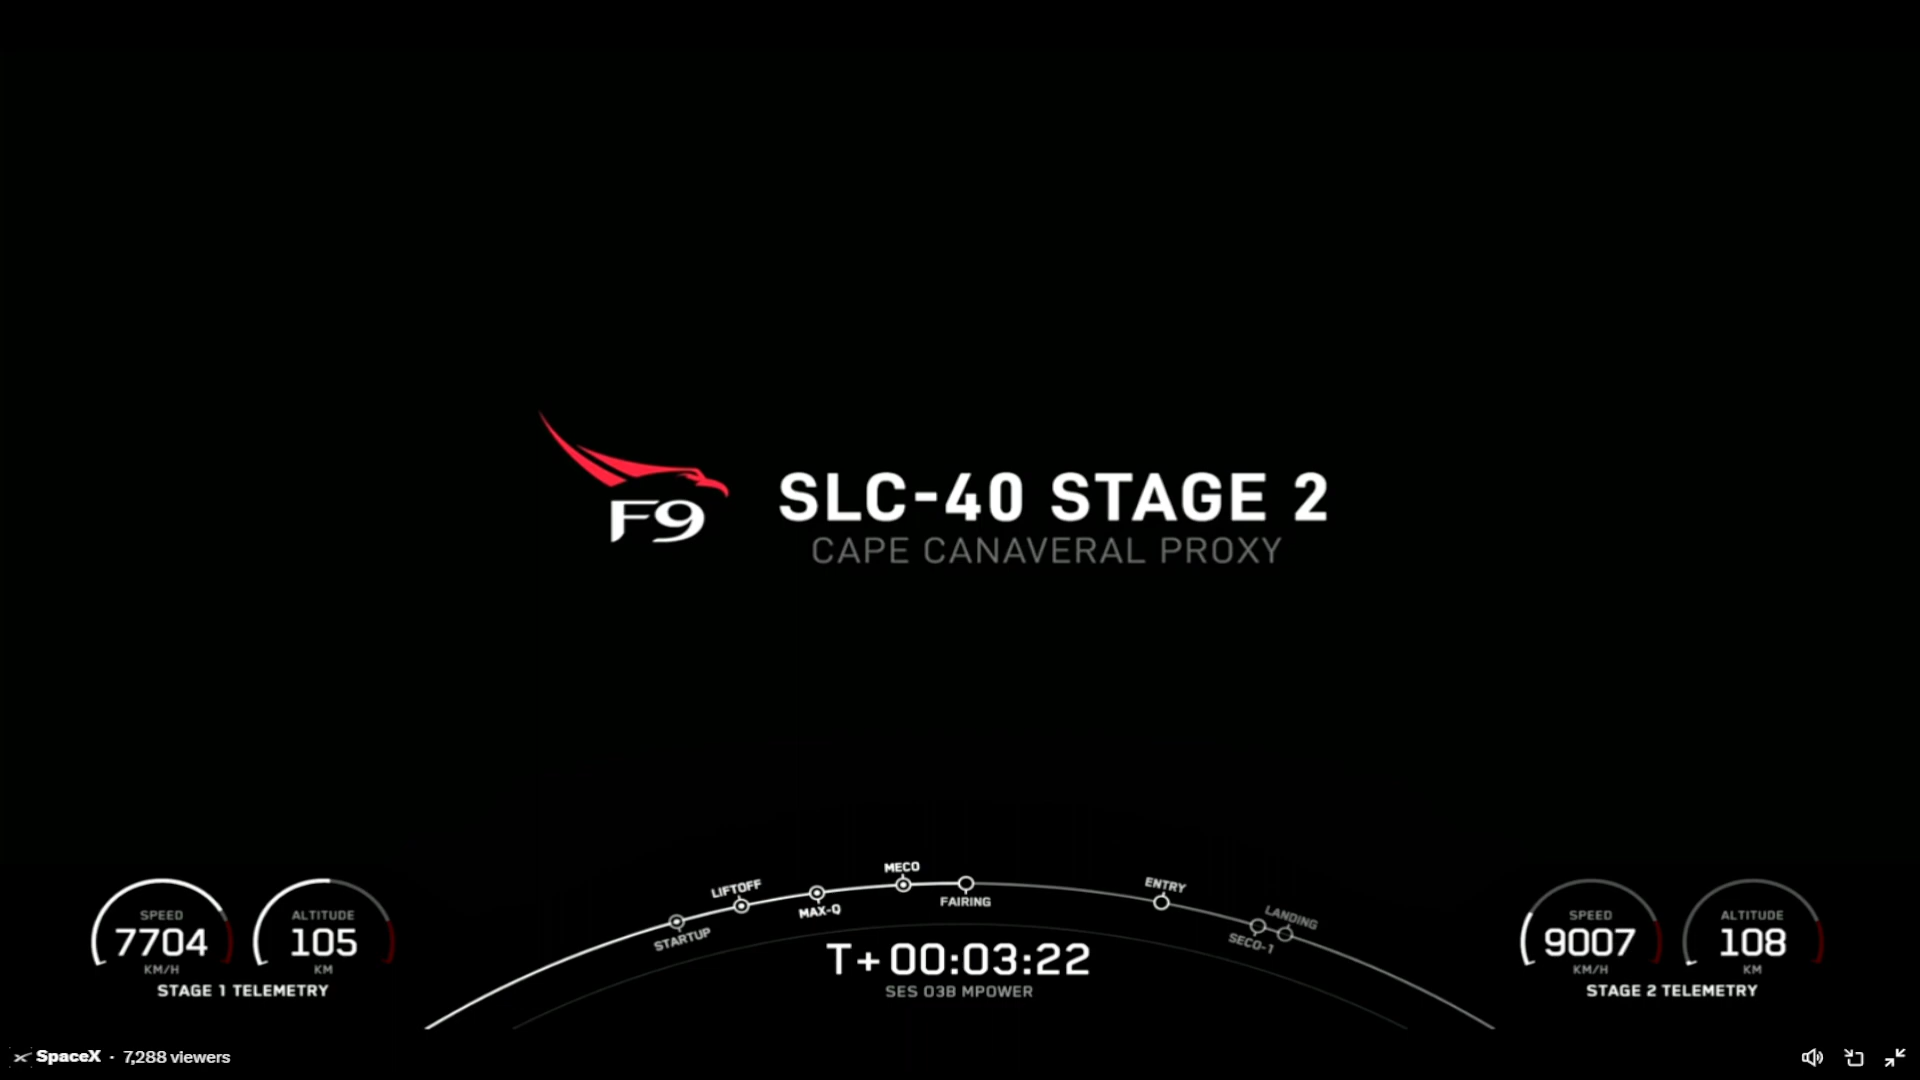 F9
SLC-40 STAGE 2
CAPE CANAVERAL PROXY
STARTUP
LIFTOFF
MAX-Q
MECO
FAIRING
ENTRY
SECO-1
LANDING
SPEED
7704
KM/H
ALTITUDE
105
KM
STAGE 1 TELEMETRY
T+00:03:22
SES O3B MPOWER
SPEED
9007
KM/H
ALTITUDE
108
KM
STAGE 2 TELEMETRY
SpaceX · 7,288 viewers